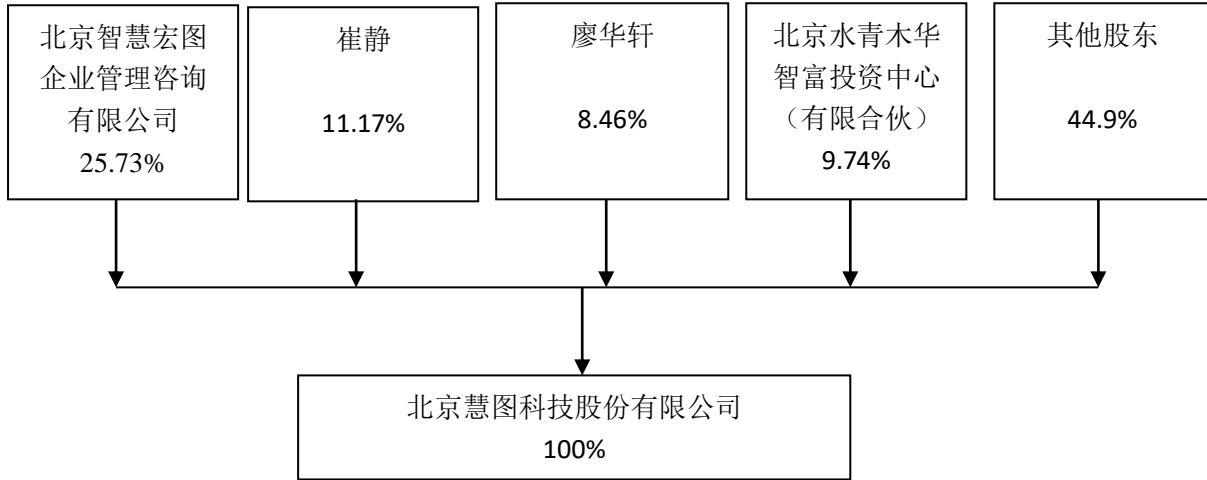 北京智慧宏图
企业管理咨询
有限公司
25.73%
崔静
11.17%
廖华轩
8.46%
北京水青木华
智富投资中心
（有限合伙）
9.74%
其他股东
44.9%
北京慧图科技股份有限公司
100%